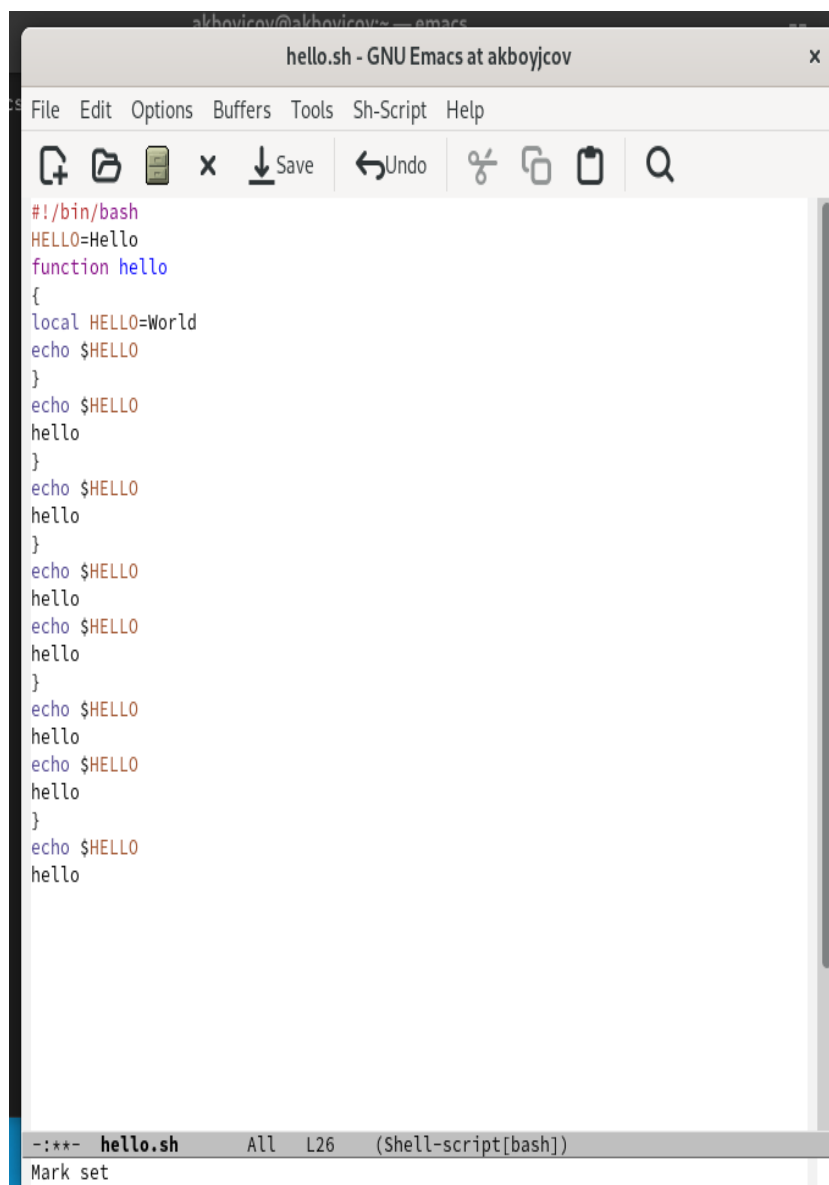 akboyjcov@akboyjcov:~ — emacs
hello.sh - GNU Emacs at akboyjcov
File Edit Options Buffers Tools Sh-Script Help
Save Undo
#!/bin/bash
HELLO=Hello
function hello
{
local HELLO=World
echo $HELLO
}
echo $HELLO
hello
}
echo $HELLO
hello
}
echo $HELLO
hello
echo $HELLO
hello
}
echo $HELLO
hello
echo $HELLO
hello
}
echo $HELLO
hello
-:**- hello.sh All L26 (Shell-script[bash])
Mark set